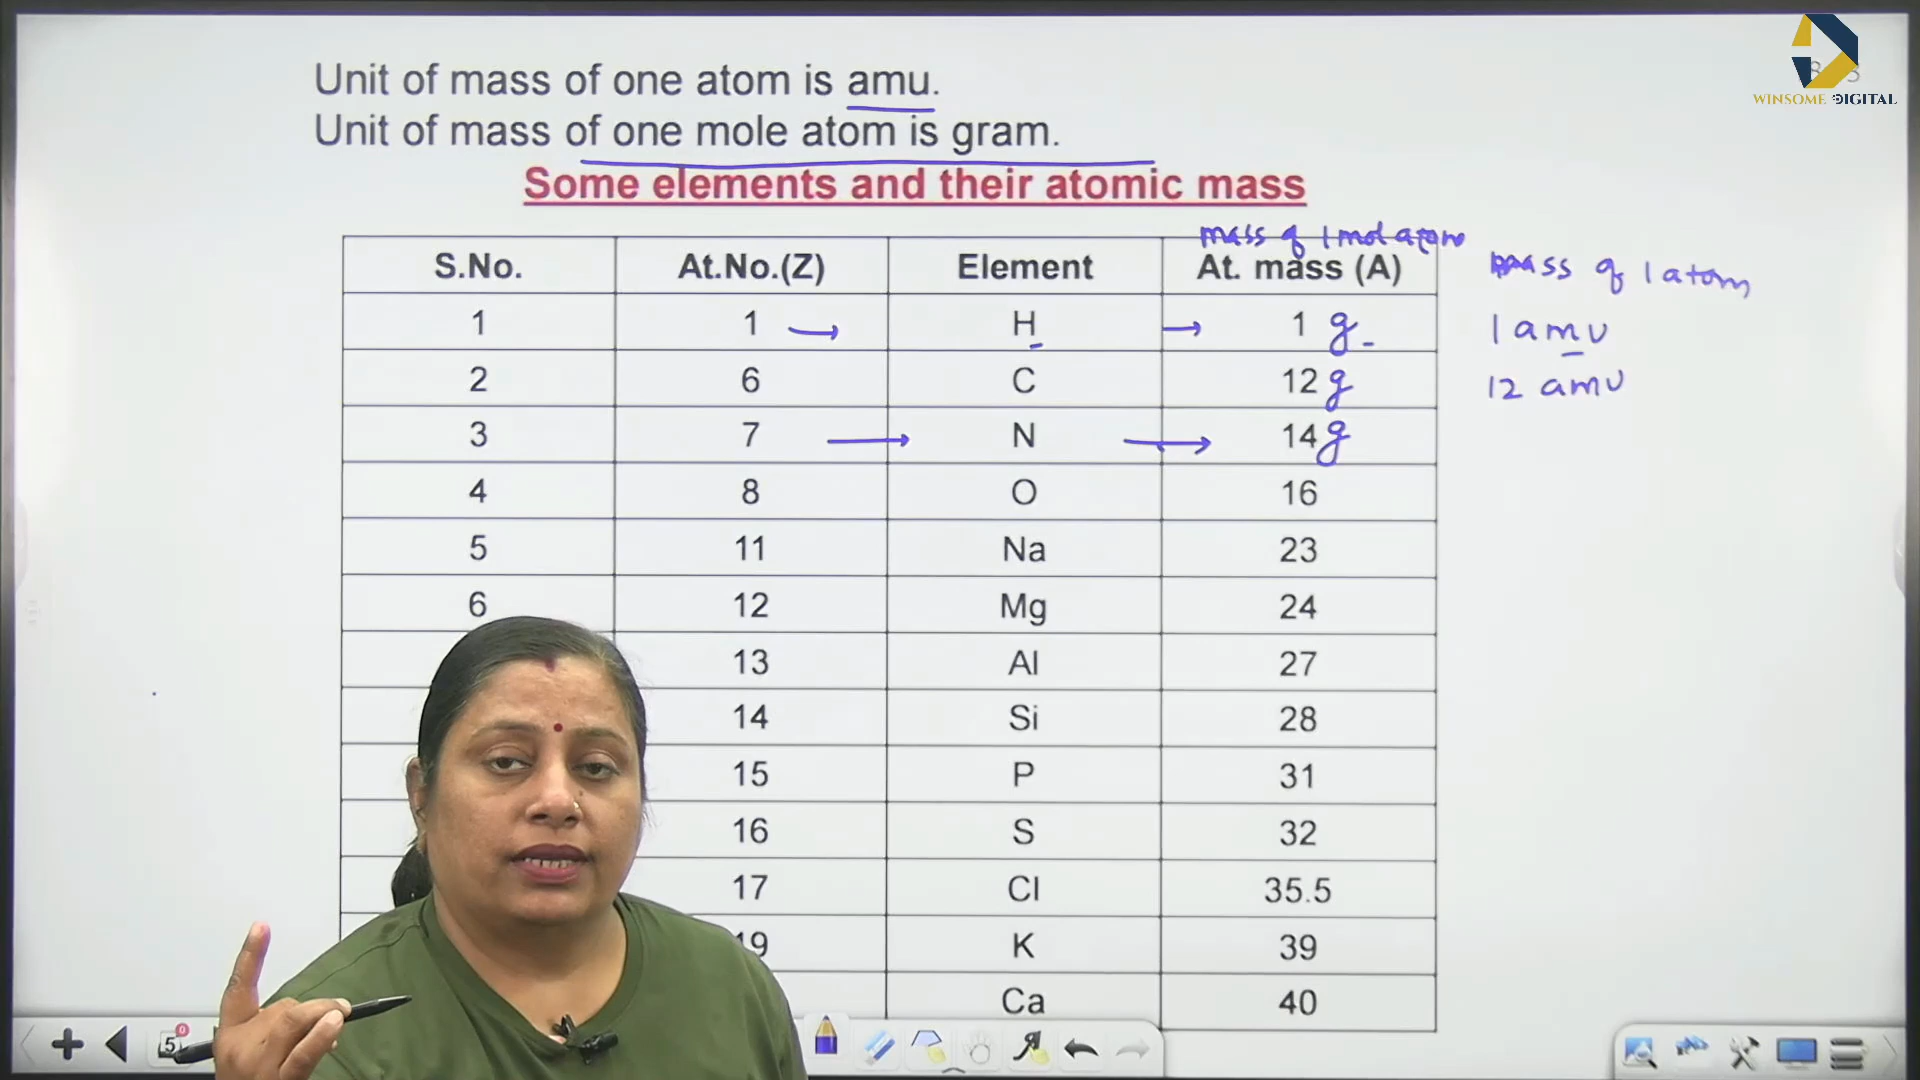 WINSOME DIGITAL
Unit of mass of one atom is amu.
Unit of mass of one mole atom is gram.
Some elements and their atomic mass
mass of 1 mol atom
S.No. At.No.(Z) Element At. mass (A) mass of 1 atom
1 1 → H → 1 g 1 amu
2 6 C 12 g 12 amu
3 7 → N → 14 g
4 8 O 16
5 11 Na 23
6 12 Mg 24
13 Al 27
14 Si 28
15 P 31
16 S 32
17 Cl 35.5
19 K 39
Ca 40
5 0